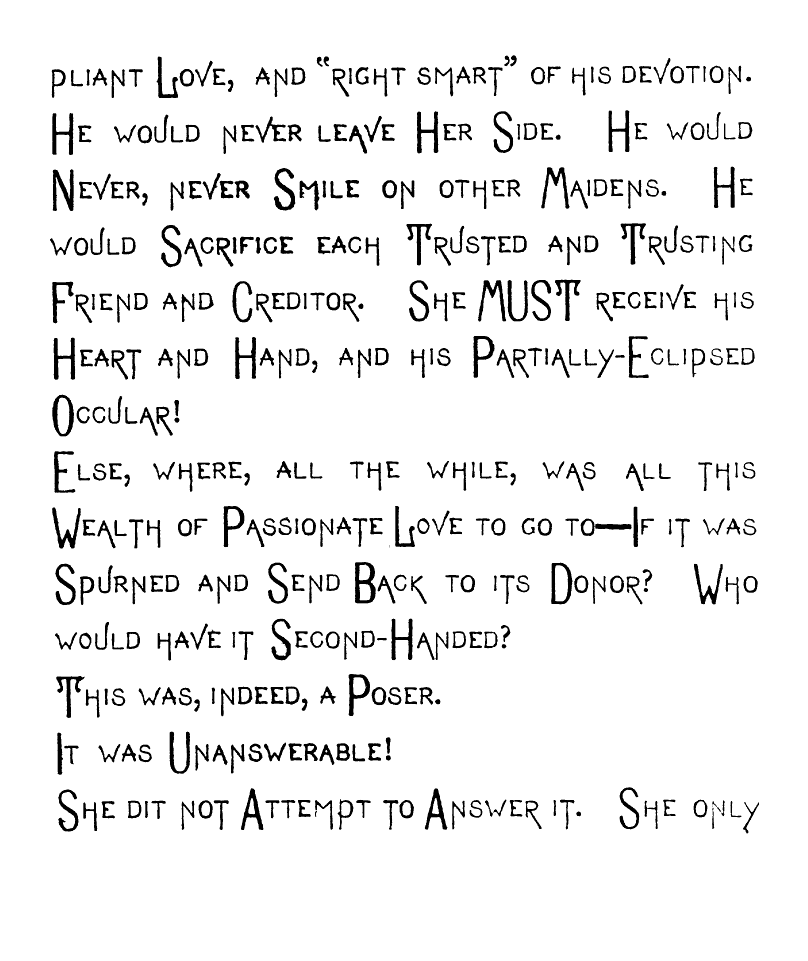 pliant Love, and “right smart” of his devotion.
He would never leave Her Side. He would
Never, never Smile on other Maidens. He
would Sacrifice each Trusted and Trusting
Friend and Creditor. She MUST receive his
Heart and Hand, and his Partially-Eclipsed
Occular!
Else, where, all the while, was all this
Wealth of Passionate Love to go to—If it was
Spurned and Send Back to its Donor? Who
would have it Second-Handed?
This was, indeed, a Poser.
It was Unanswerable!
She dit not Attempt to Answer it. She only